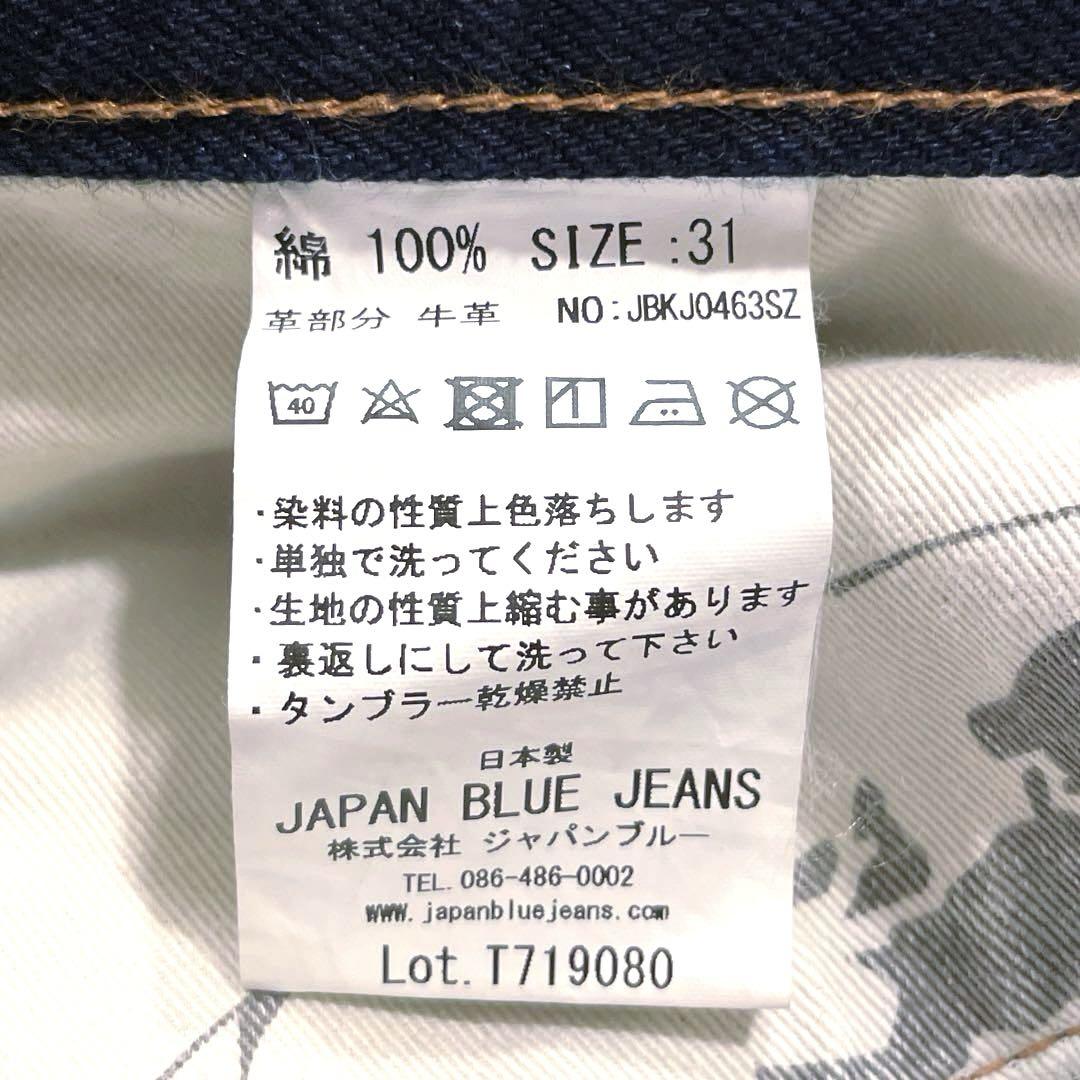 綿 100% SIZE :31
革部分 牛革 NO:JBKJ0463SZ
40
・染料の性質上色落ちします
・単独で洗ってください
・生地の性質上縮む事があります
・裏返しにして洗って下さい
・タンブラー乾燥禁止
日本製
JAPAN BLUE JEANS
株式会社 ジャパンブルー
TEL. 086-486-0002
www.japanbluejeans.com
Lot.T719080